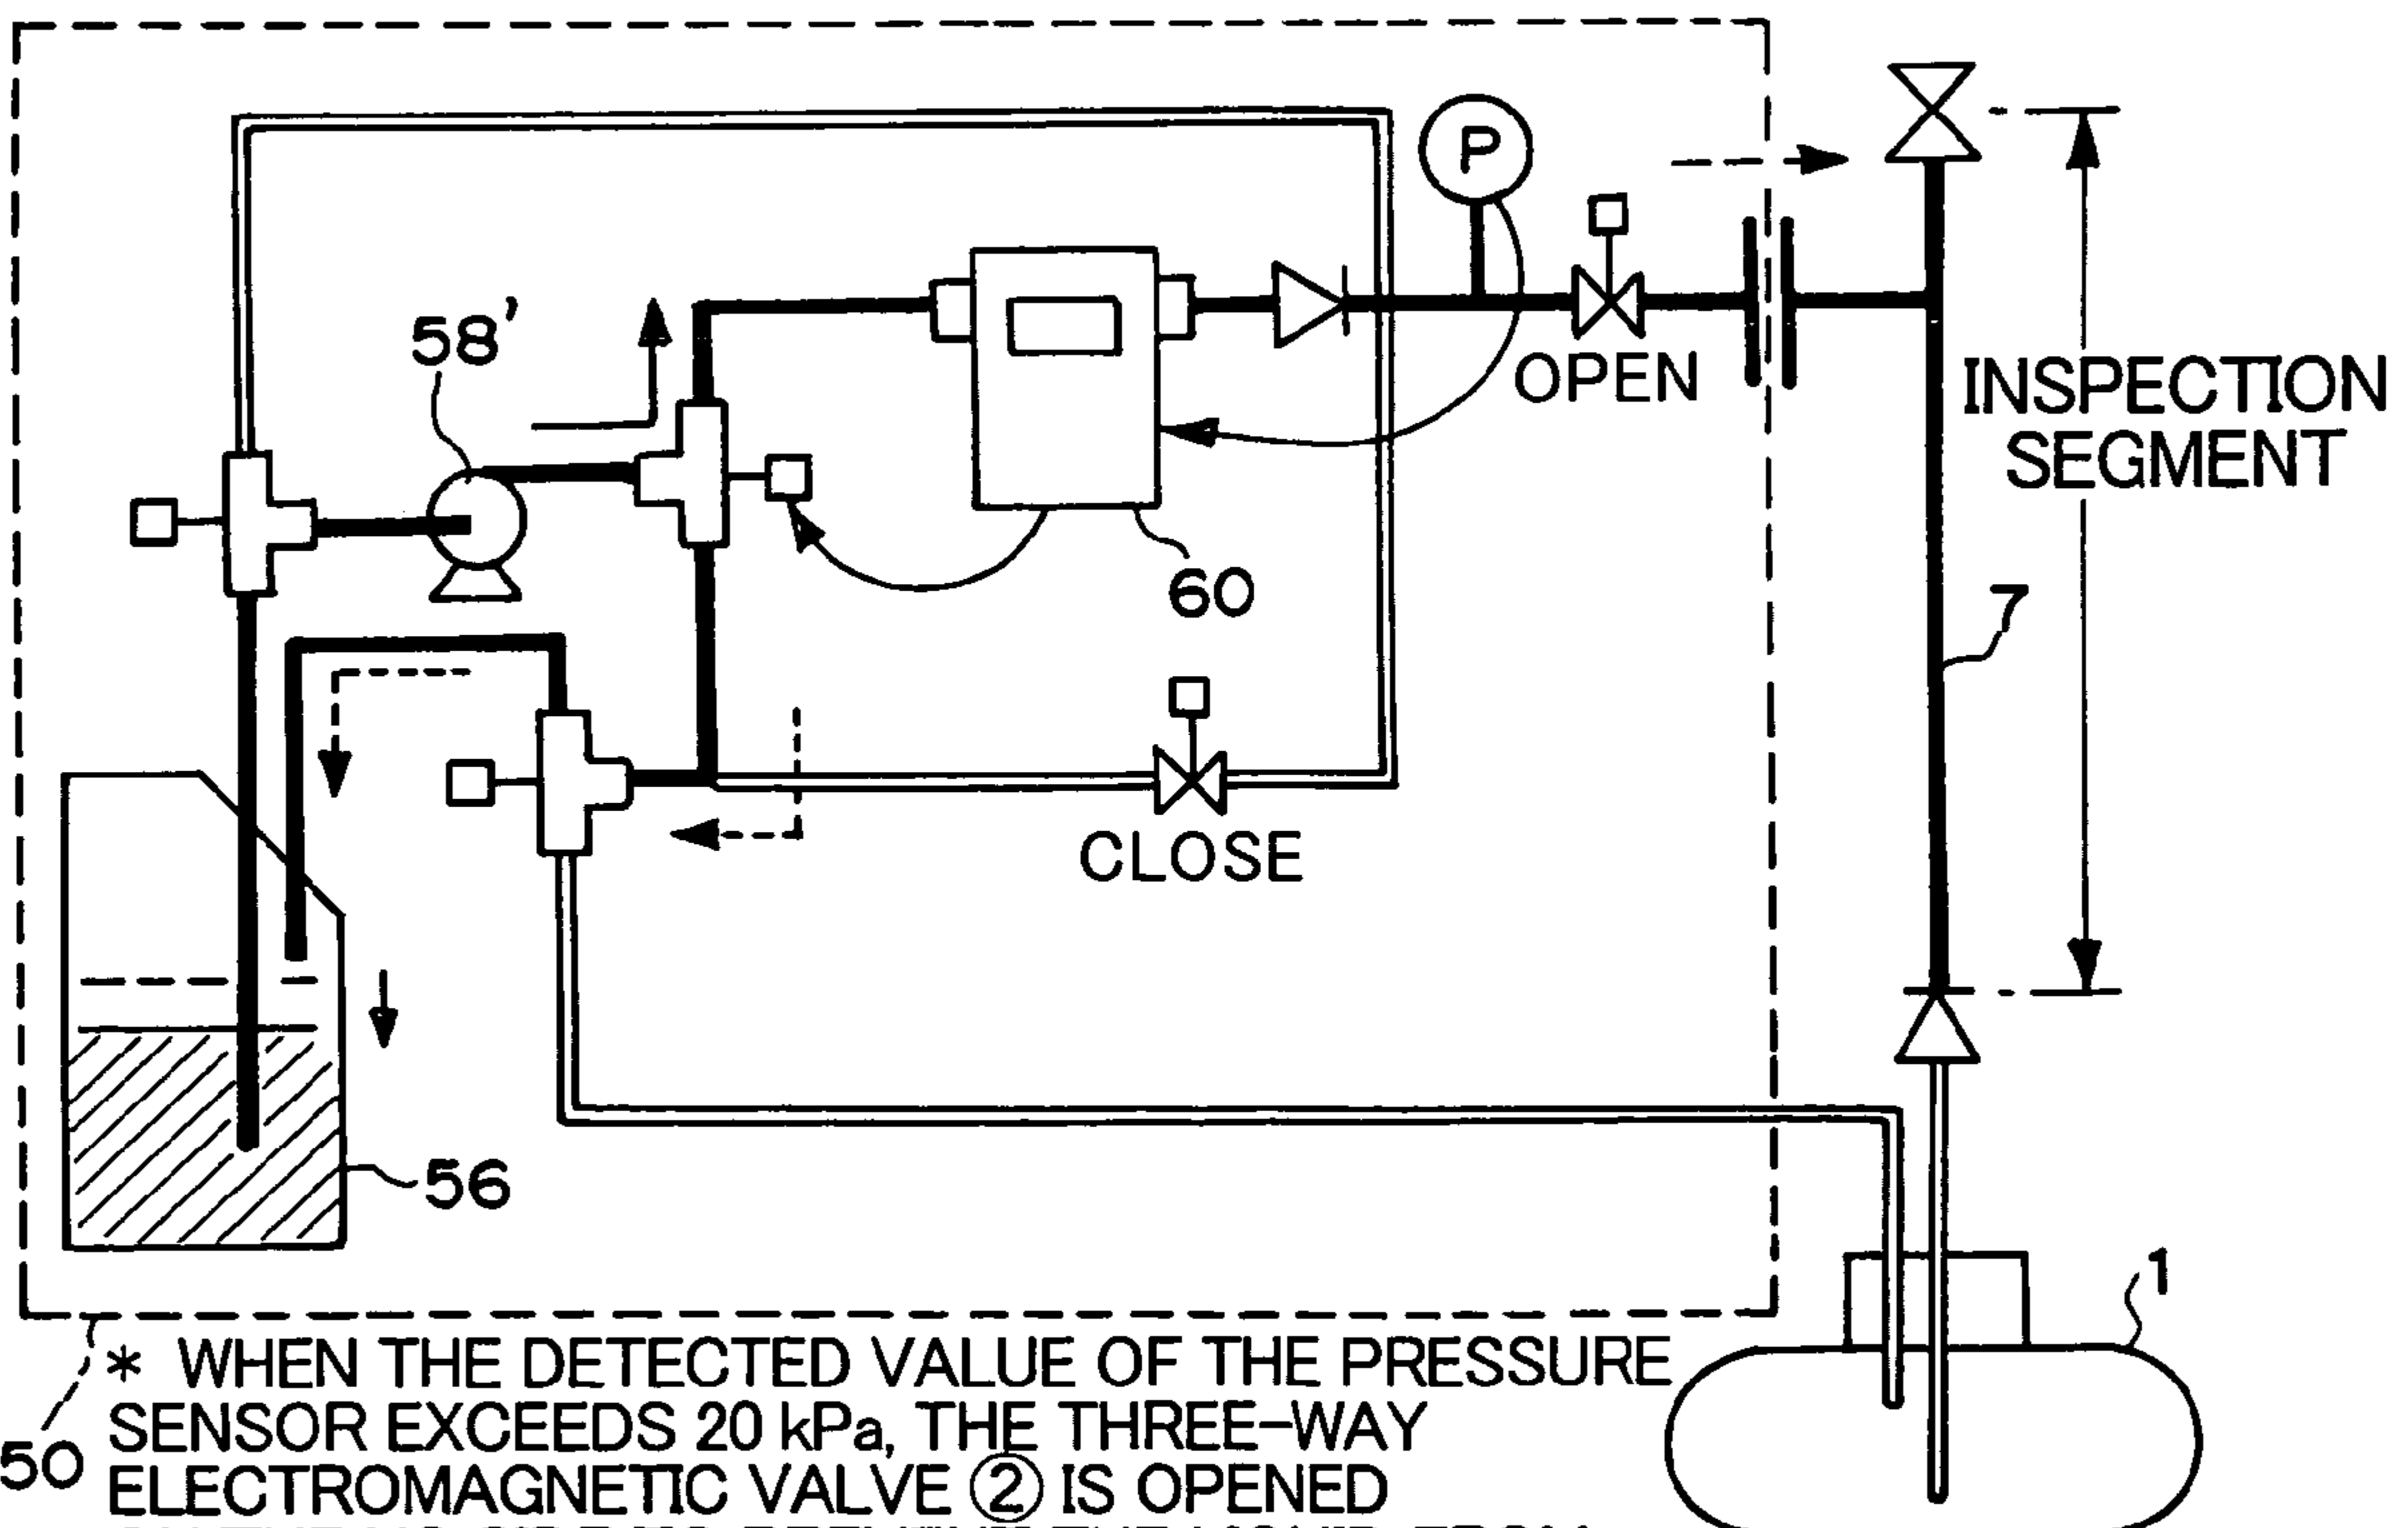 P
58'
OPEN
INSPECTION
SEGMENT
60
7
CLOSE
56
1
50
* WHEN THE DETECTED VALUE OF THE PRESSURE
SENSOR EXCEEDS 20 kPa, THE THREE-WAY
ELECTROMAGNETIC VALVE ② IS OPENED